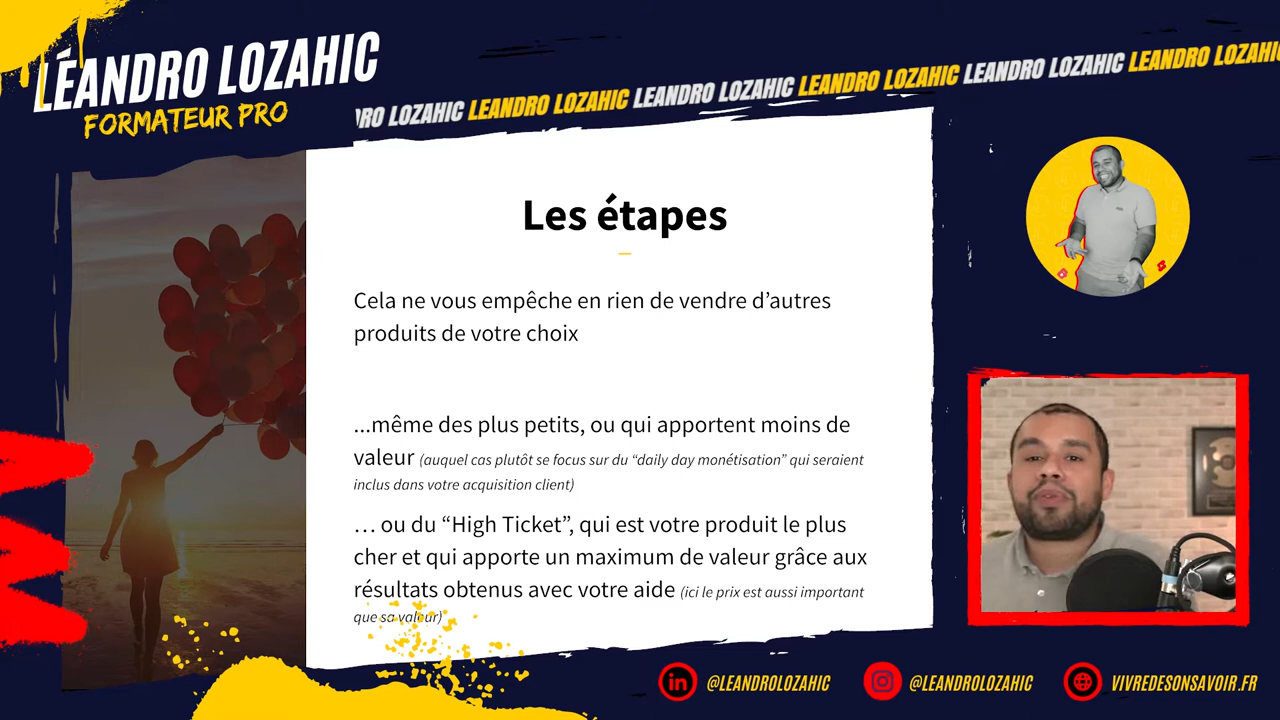 LÉANDRO LOZAHIC
FORMATEUR PRO
DRO LOZAHIC LEANDRO LOZAHIC LEANDRO LOZAHIC LEANDRO LOZAHIC LEANDRO LOZAHIC LEANDRO LOZAHIC
Les étapes
Cela ne vous empêche en rien de vendre d’autres
produits de votre choix
...même des plus petits, ou qui apportent moins de
valeur (auquel cas plutôt se focus sur du “daily day monétisation” qui seraient
inclus dans votre acquisition client)
… ou du “High Ticket”, qui est votre produit le plus
cher et qui apporte un maximum de valeur grâce aux
résultats obtenus avec votre aide (ici le prix est aussi important
que sa valeur)
in @LEANDROLOZAHIC @LEANDROLOZAHIC VIVREDESONSAVOIR.FR